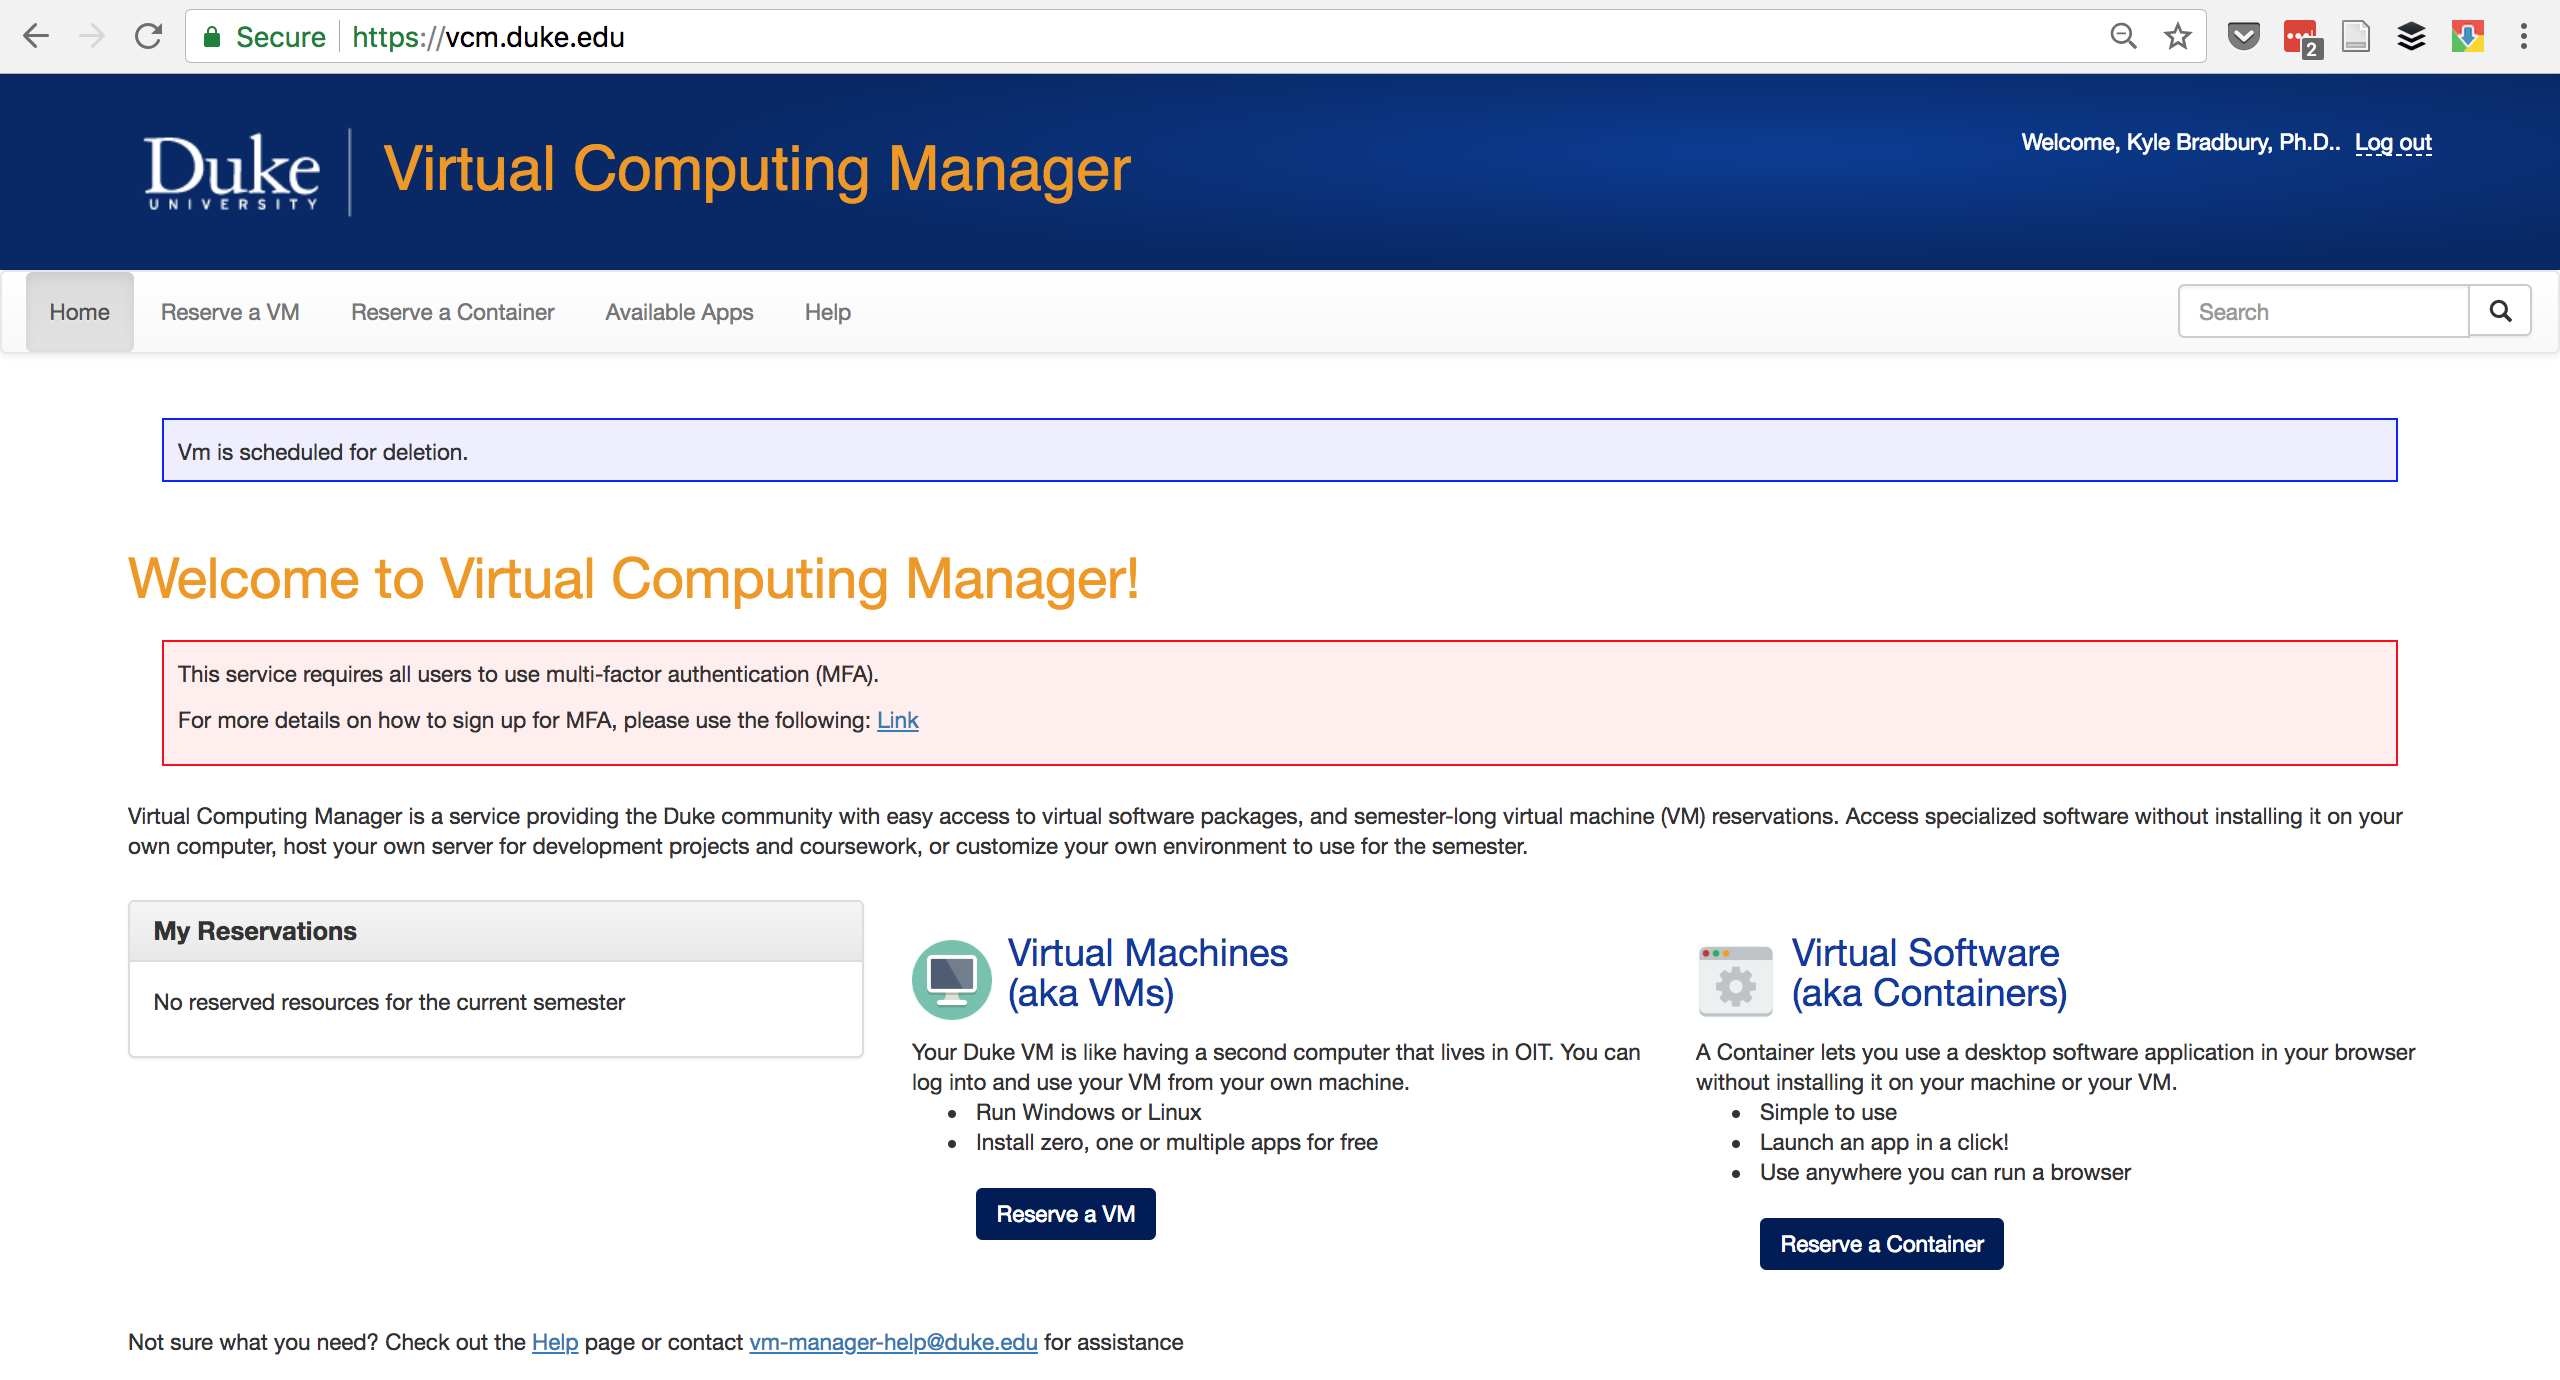 Secure https://vcm.duke.edu
2
Duke
UNIVERSITY
Virtual Computing Manager
Welcome, Kyle Bradbury, Ph.D.. Log out
Home Reserve a VM Reserve a Container Available Apps Help Search
Vm is scheduled for deletion.
Welcome to Virtual Computing Manager!
This service requires all users to use multi-factor authentication (MFA).
For more details on how to sign up for MFA, please use the following: Link
Virtual Computing Manager is a service providing the Duke community with easy access to virtual software packages, and semester-long virtual machine (VM) reservations. Access specialized software without installing it on your
own computer, host your own server for development projects and coursework, or customize your own environment to use for the semester.
My Reservations
No reserved resources for the current semester
Virtual Machines
(aka VMs)
Your Duke VM is like having a second computer that lives in OIT. You can
log into and use your VM from your own machine.
• Run Windows or Linux
• Install zero, one or multiple apps for free
Reserve a VM
Virtual Software
(aka Containers)
A Container lets you use a desktop software application in your browser
without installing it on your machine or your VM.
• Simple to use
• Launch an app in a click!
• Use anywhere you can run a browser
Reserve a Container
Not sure what you need? Check out the Help page or contact vm-manager-help@duke.edu for assistance